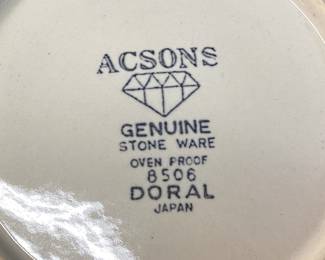 ACSONS
GENUINE
STONE WARE
OVEN PROOF
8506
DORAL
JAPAN